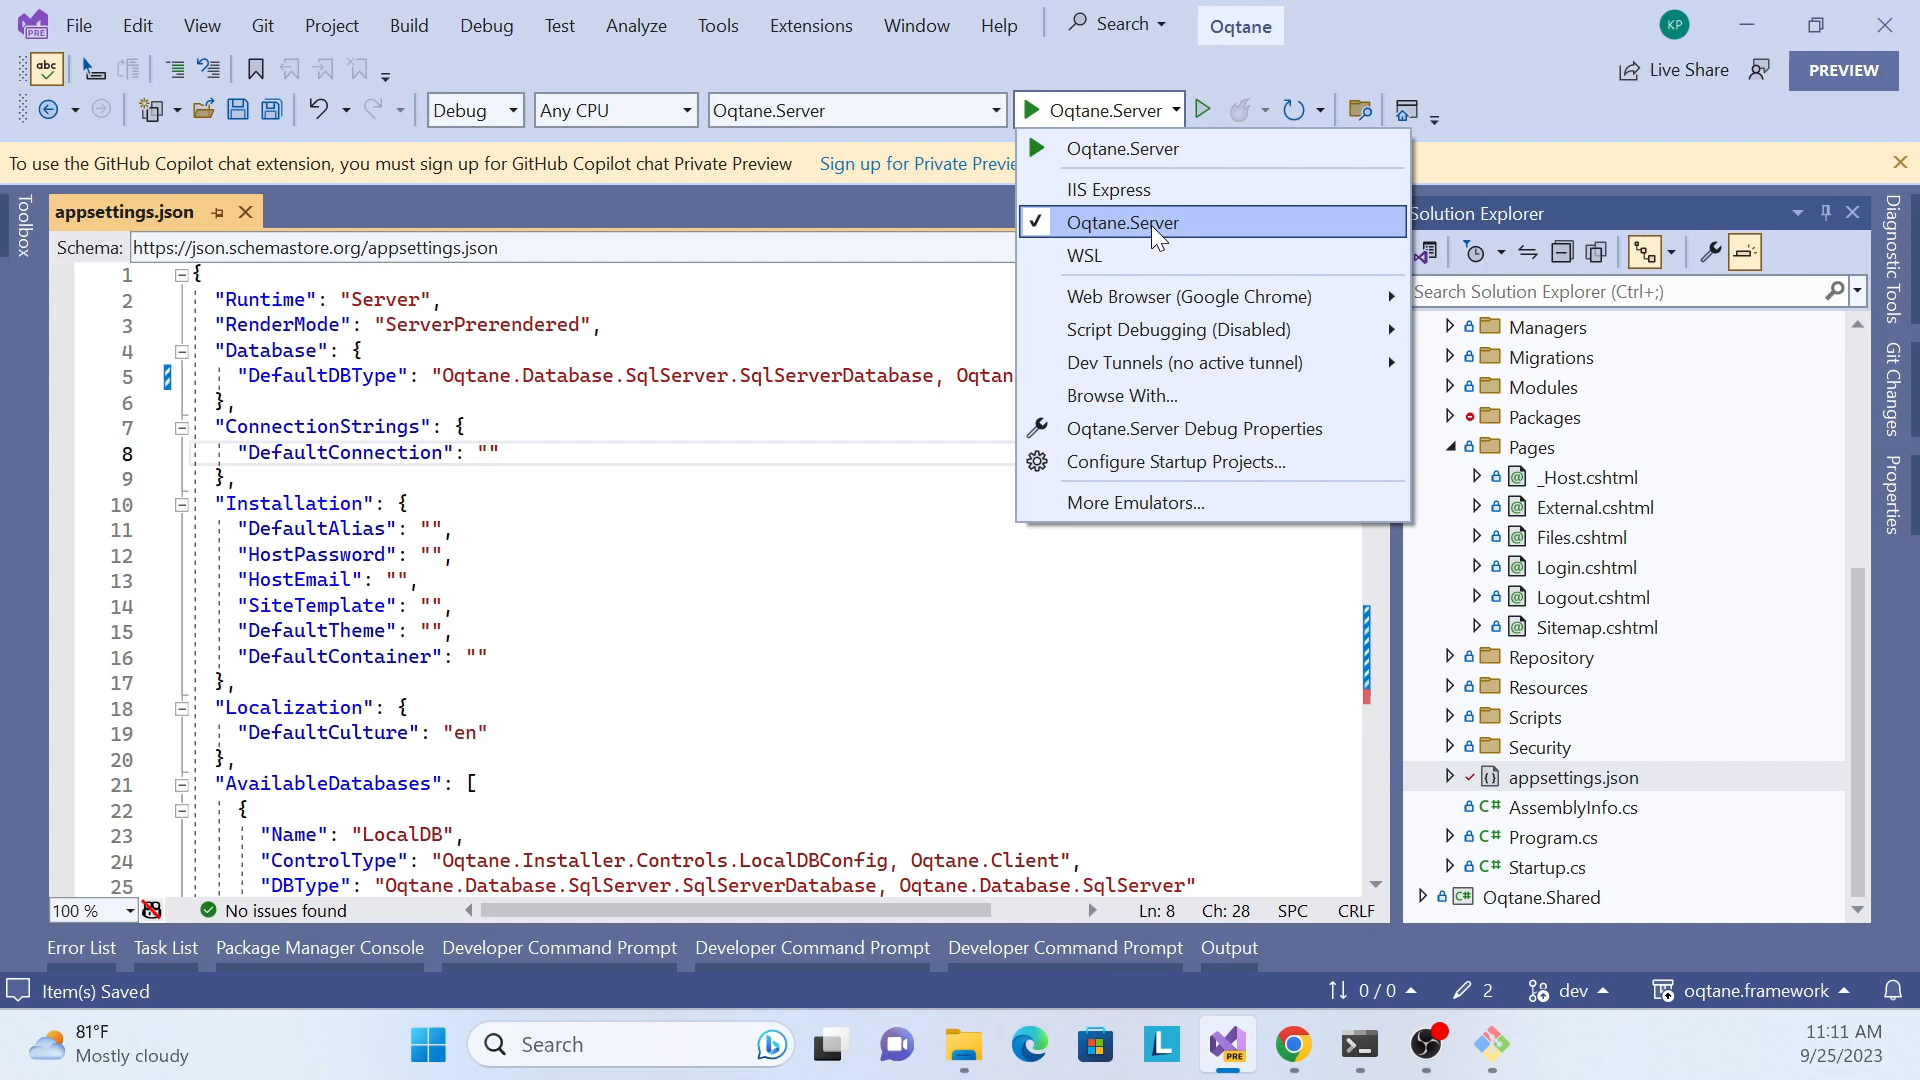 File Edit View Git Project Build Debug Test Analyze Tools Extensions Window Help Search Oqtane KP
abc Live Share PREVIEW
Debug Any CPU Oqtane.Server Oqtane.Server
To use the GitHub Copilot chat extension, you must sign up for GitHub Copilot chat Private Preview Sign up for Private Previe
Oqtane.Server
IIS Express
Oqtane.Server
WSL
Web Browser (Google Chrome)
Script Debugging (Disabled)
Dev Tunnels (no active tunnel)
Browse With...
Oqtane.Server Debug Properties
Configure Startup Projects...
More Emulators...
Toolbox
appsettings.json
Schema: https://json.schemastore.org/appsettings.json
1 {
2 "Runtime": "Server",
3 "RenderMode": "ServerPrerendered",
4 "Database": {
5 "DefaultDBType": "Oqtane.Database.SqlServer.SqlServerDatabase, Oqtan
6 },
7 "ConnectionStrings": {
8 "DefaultConnection": ""
9 },
10 "Installation": {
11 "DefaultAlias": "",
12 "HostPassword": "",
13 "HostEmail": "",
14 "SiteTemplate": "",
15 "DefaultTheme": "",
16 "DefaultContainer": ""
17 },
18 "Localization": {
19 "DefaultCulture": "en"
20 },
21 "AvailableDatabases": [
22 {
23 "Name": "LocalDB",
24 "ControlType": "Oqtane.Installer.Controls.LocalDBConfig, Oqtane.Client",
25 "DBType": "Oqtane.Database.SqlServer.SqlServerDatabase, Oqtane.Database.SqlServer"
100 % No issues found Ln: 8 Ch: 28 SPC CRLF
Solution Explorer
Search Solution Explorer (Ctrl+;)
Managers
Migrations
Modules
Packages
Pages
_Host.cshtml
External.cshtml
Files.cshtml
Login.cshtml
Logout.cshtml
Sitemap.cshtml
Repository
Resources
Scripts
Security
appsettings.json
C# AssemblyInfo.cs
C# Program.cs
C# Startup.cs
C# Oqtane.Shared
Diagnostic Tools
Git Changes
Properties
Error List Task List Package Manager Console Developer Command Prompt Developer Command Prompt Developer Command Prompt Output
Item(s) Saved 0 / 0 2 dev oqtane.framework
81°F
Mostly cloudy
Search
L
PRE
11:11 AM
9/25/2023